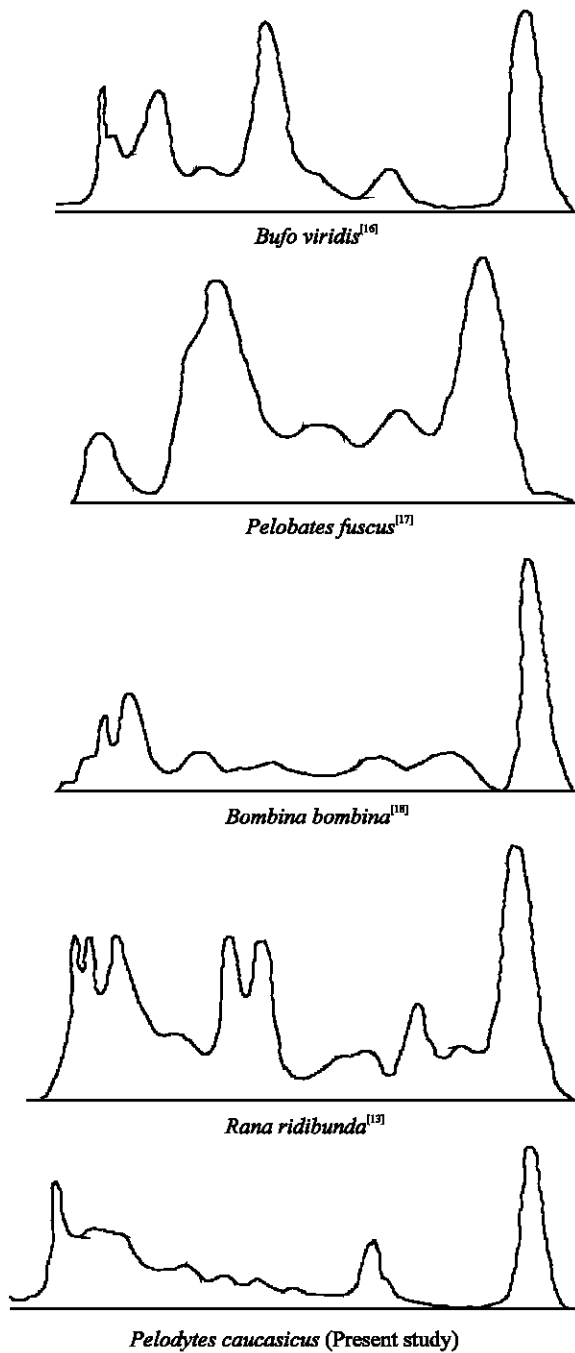 Bufo viridis[16]
Pelobates fuscus[17]
Bombina bombina[18]
Rana ridibunda[13]
Pelodytes caucasicus (Present study)